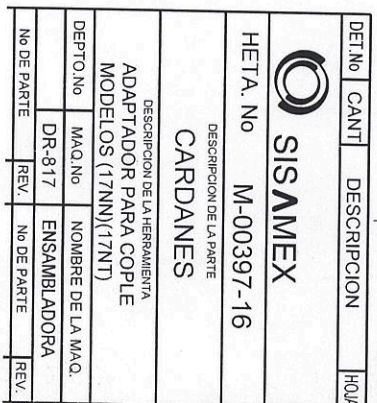 DET.No CANT DESCRIPCION HOJA
SISAMEX
HETA. No M-00397-16
DESCRIPCION DE LA PARTE
CARDANES
DESCRIPCION DE LA HERRAMIENTA
ADAPTADOR PARA COPLE
MODELOS (17NN)(17NT)
DEPTO.No MAQ.No NOMBRE DE LA MAQ.
DR-817 ENSAMBLADORA
No DE PARTE REV. No DE PARTE REV.